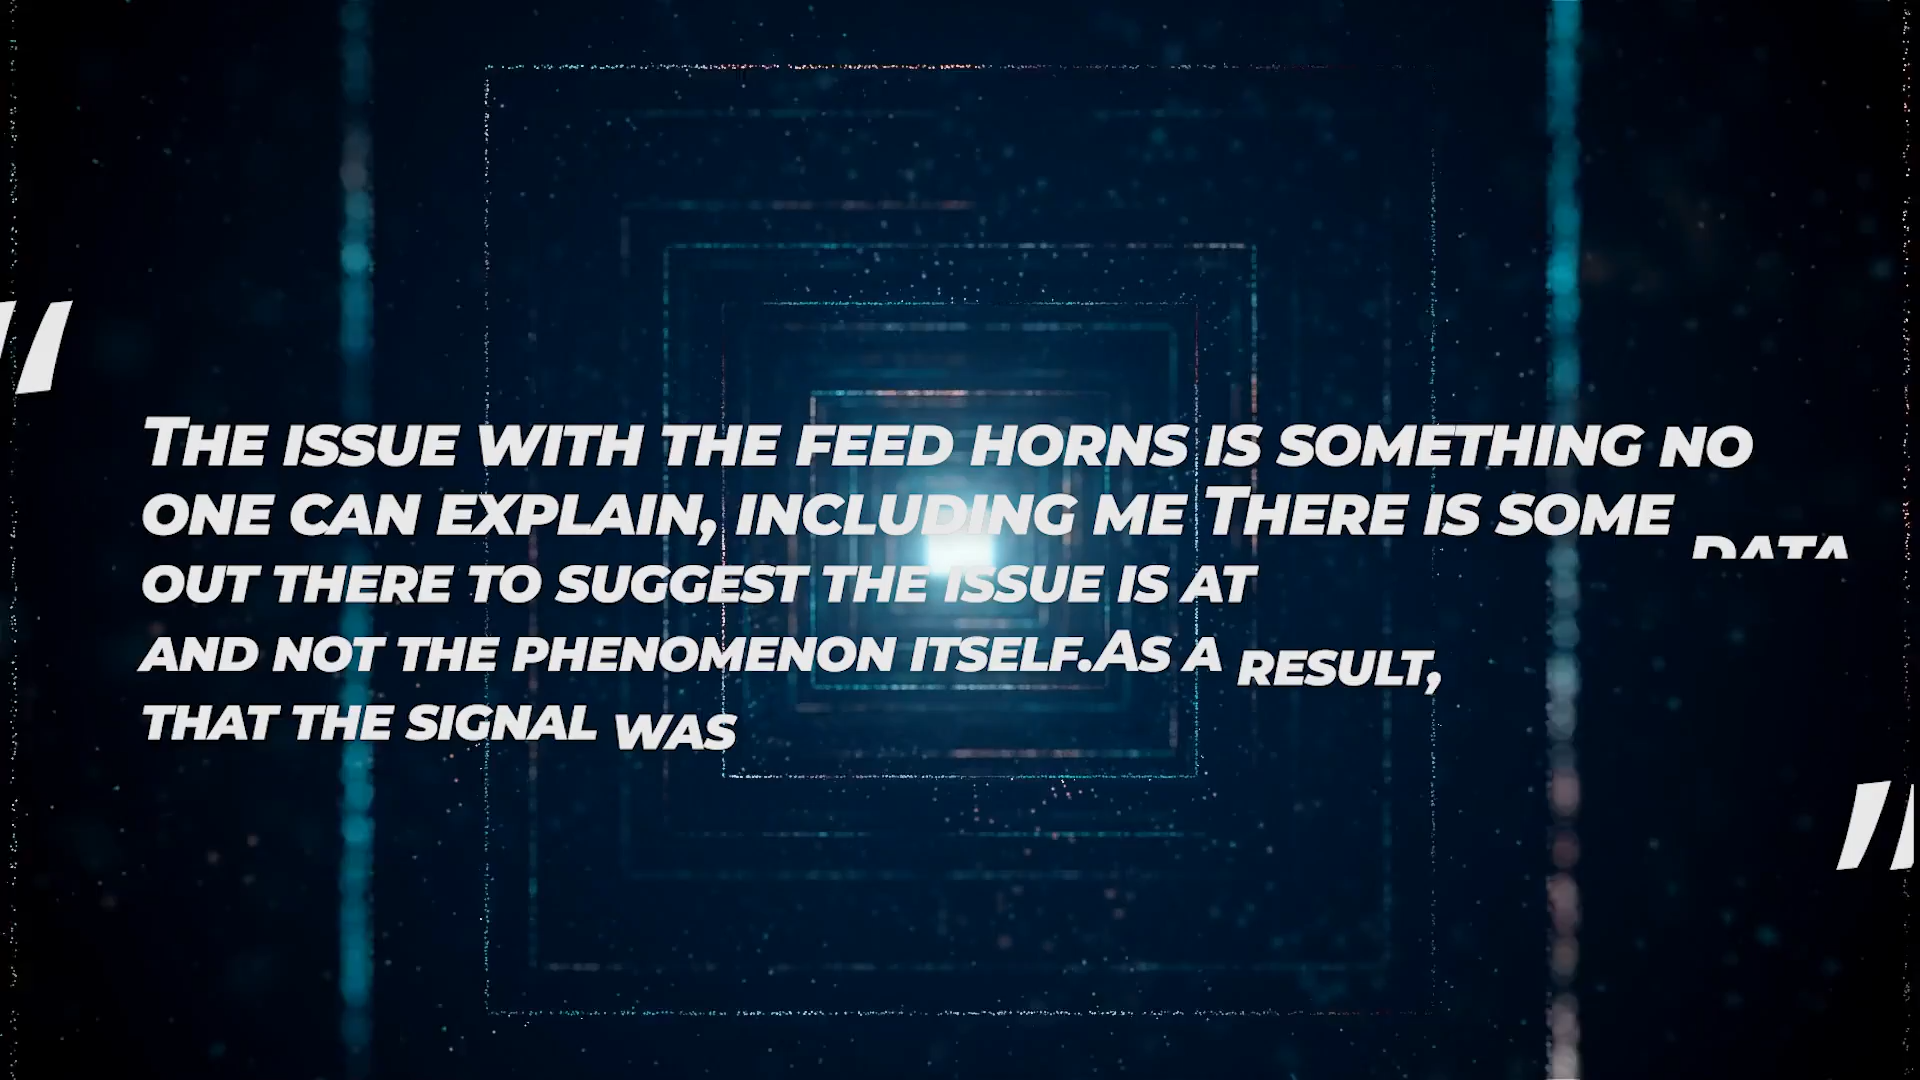 “
The issue with the feed horns is something no
one can explain, including me There is some data
out there to suggest the issue is at
and not the phenomenon itself.As a result,
that the signal was
”